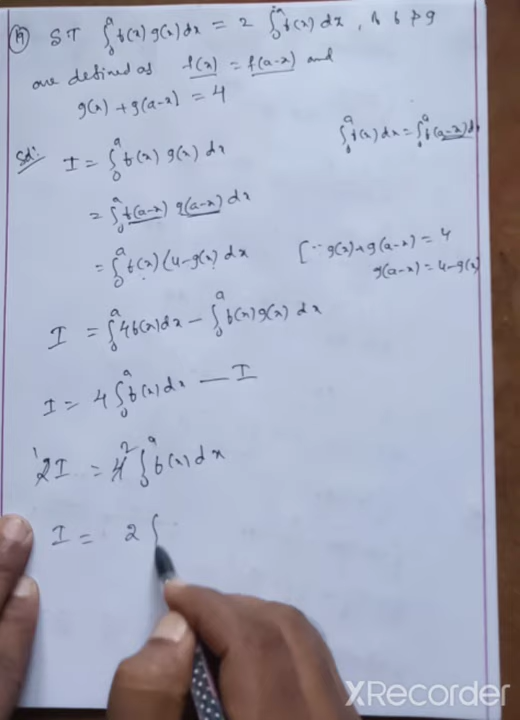 19) S T ∫₀ᵃ f(x) g(x) dx = 2 ∫₀ᵃ f(x) dx, if f & g
are defined as f(x) = f(a-x) and
g(x) + g(a-x) = 4
∫₀ᵃ f(x) dx = ∫₀ᵃ f(a-x) dx
Sol: I = ∫₀ᵃ f(x) g(x) dx
= ∫₀ᵃ f(a-x) g(a-x) dx
= ∫₀ᵃ f(x) (4-g(x) dx [∵ g(x)+g(a-x) = 4
g(a-x) = 4-g(x)
I = ∫₀ᵃ 4f(x) dx - ∫₀ᵃ f(x) g(x) dx
I = 4 ∫₀ᵃ f(x) dx — I
2I = 4 ∫₀ᵃ f(x) dx
I = 2 ∫
XRecorder